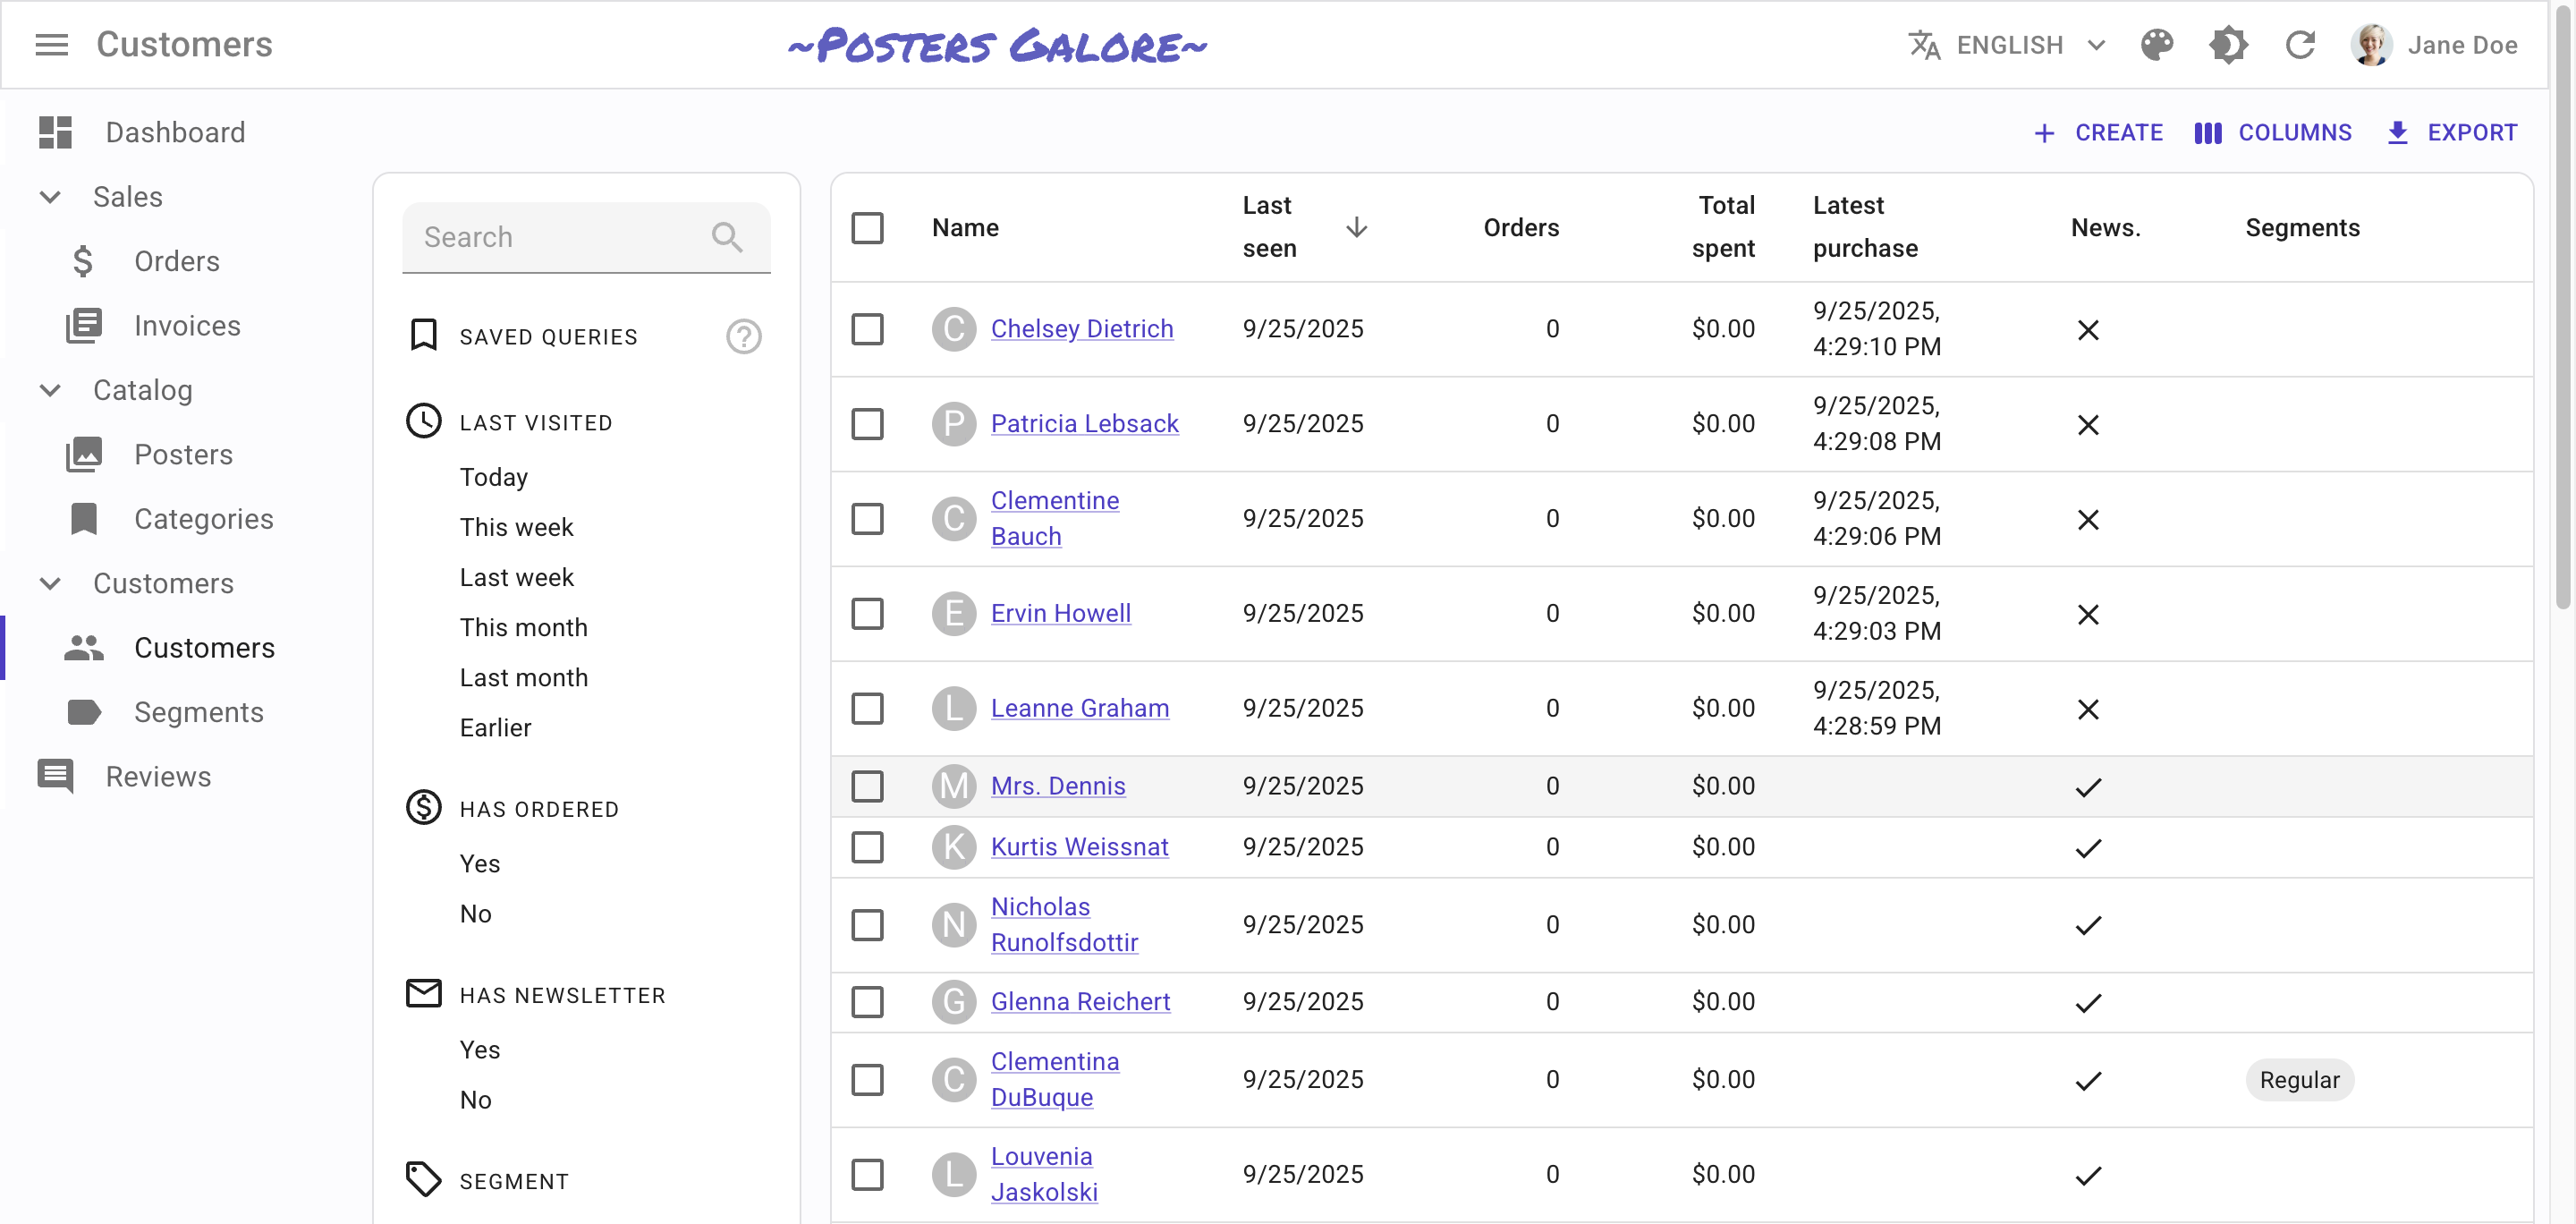 Customers
~Posters Galore~
ENGLISH
Jane Doe
Dashboard
Sales
Orders
Invoices
Catalog
Posters
Categories
Customers
Customers
Segments
Reviews
CREATE
COLUMNS
EXPORT
Search
SAVED QUERIES
LAST VISITED
Today
This week
Last week
This month
Last month
Earlier
HAS ORDERED
Yes
No
HAS NEWSLETTER
Yes
No
SEGMENT
Name
Last
seen
Orders
Total
spent
Latest
purchase
News.
Segments
C
Chelsey Dietrich
9/25/2025
0
$0.00
9/25/2025,
4:29:10 PM
P
Patricia Lebsack
9/25/2025
0
$0.00
9/25/2025,
4:29:08 PM
C
Clementine
Bauch
9/25/2025
0
$0.00
9/25/2025,
4:29:06 PM
E
Ervin Howell
9/25/2025
0
$0.00
9/25/2025,
4:29:03 PM
L
Leanne Graham
9/25/2025
0
$0.00
9/25/2025,
4:28:59 PM
M
Mrs. Dennis
9/25/2025
0
$0.00
K
Kurtis Weissnat
9/25/2025
0
$0.00
N
Nicholas
Runolfsdottir
9/25/2025
0
$0.00
G
Glenna Reichert
9/25/2025
0
$0.00
C
Clementina
DuBuque
9/25/2025
0
$0.00
Regular
L
Louvenia
Jaskolski
9/25/2025
0
$0.00